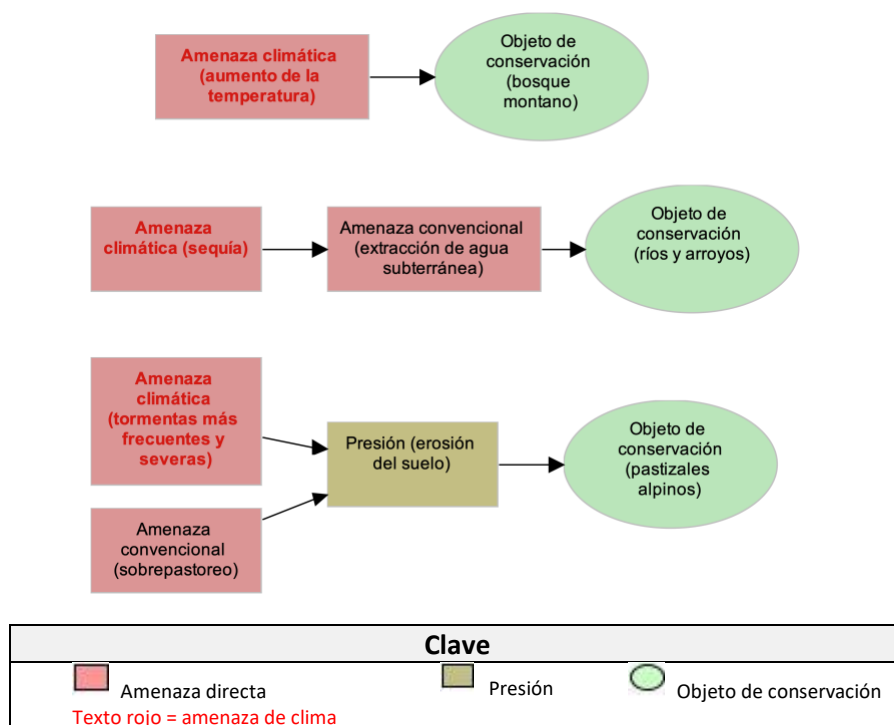 Amenaza climática
(aumento de la
temperatura)
Objeto de
conservación
(bosque
montano)
Amenaza
climática (sequía)
Amenaza convencional
(extracción de agua
subterránea)
Objeto de
conservación
(ríos y arroyos)
Amenaza
climática
(tormentas más
frecuentes y
severas)
Presión (erosión
del suelo)
Objeto de
conservación
(pastizales
alpinos)
Amenaza
convencional
(sobrepastoreo)
Clave
Amenaza directa
Presión
Objeto de conservación
Texto rojo = amenaza de clima